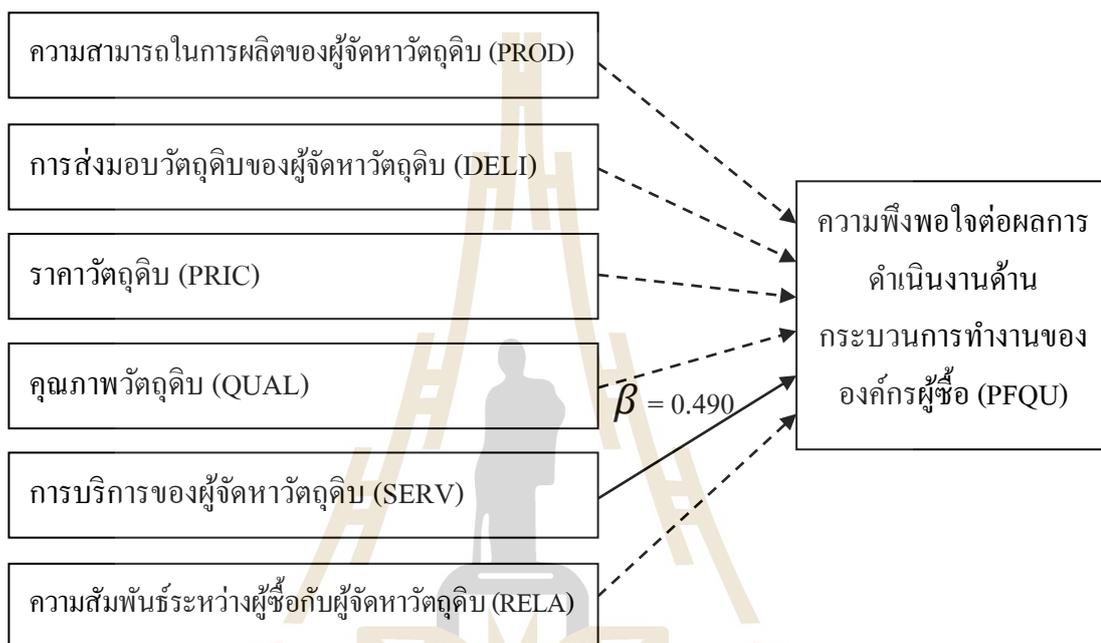 ความสามารถในการผลิตของผู้จัดหาวัตถุดิบ (PROD)
การส่งมอบวัตถุดิบของผู้จัดหาวัตถุดิบ (DELI)
ราคาวัตถุดิบ (PRIC)
คุณภาพวัตถุดิบ (QUAL)
การบริการของผู้จัดหาวัตถุดิบ (SERV)
ความสัมพันธ์ระหว่างผู้ซื้อกับผู้จัดหาวัตถุดิบ (RELA)
β = 0.490
ความพึงพอใจต่อผลการ
ดำเนินงานด้าน
กระบวนการทำงานของ
องค์กรผู้ซื้อ (PFQU)